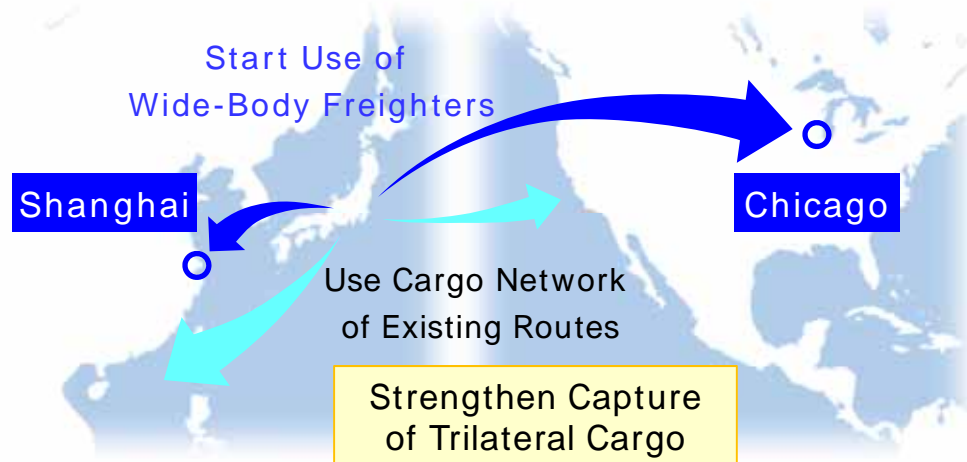 Start Use of
Wide-Body Freighters
Shanghai
Chicago
Use Cargo Network
of Existing Routes
Strengthen Capture
of Trilateral Cargo